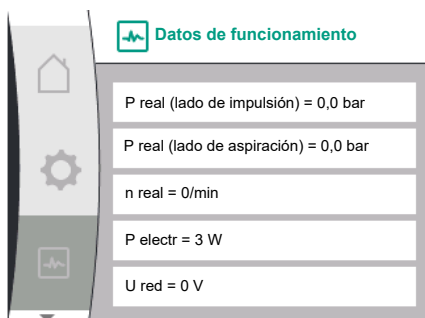 Datos de funcionamiento
P real (lado de impulsión) = 0,0 bar
P real (lado de aspiración) = 0,0 bar
n real = 0/min
P electr = 3 W
U red = 0 V